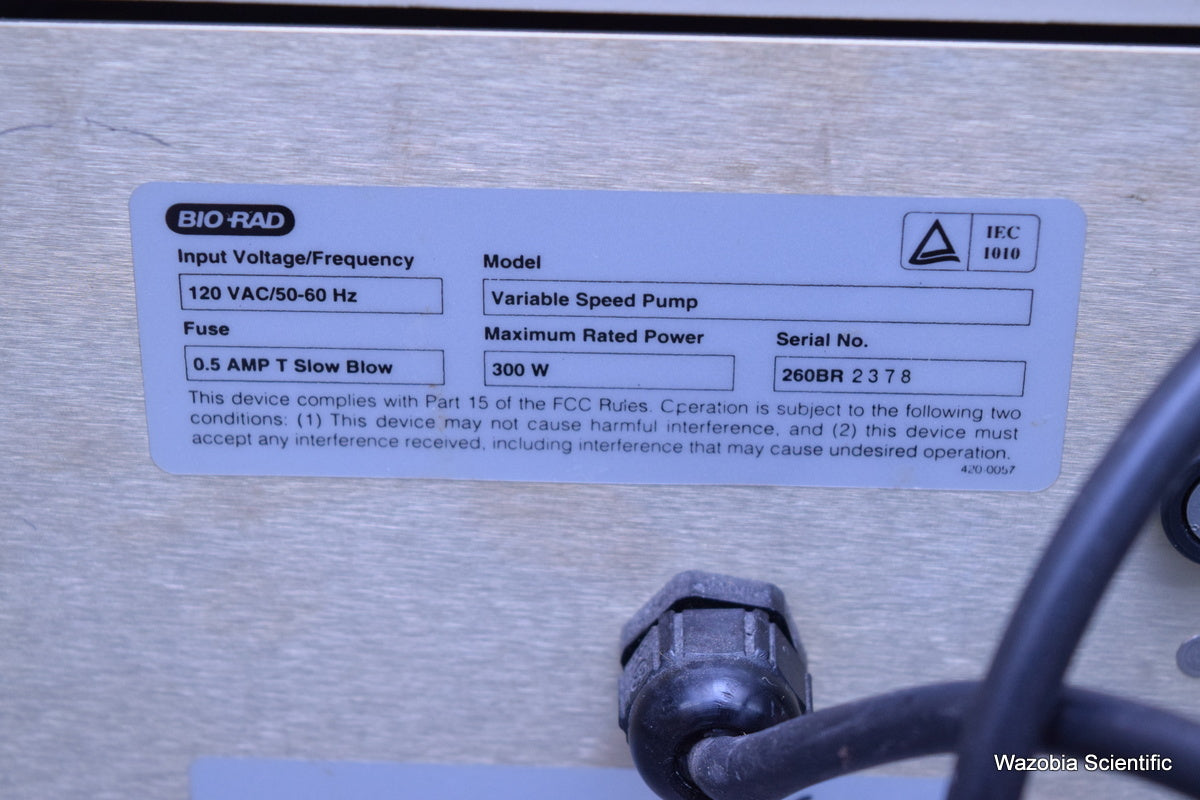 BIO-RAD
IEC
1010
Input Voltage/Frequency
Model
120 VAC/50-60 Hz
Variable Speed Pump
Fuse
Maximum Rated Power
Serial No.
0.5 AMP T Slow Blow
300 W
260BR 2378
This device complies with Part 15 of the FCC Rules. Operation is subject to the following two
conditions: (1) This device may not cause harmful interference, and (2) this device must
accept any interference received, including interference that may cause undesired operation.
420-0057
Wazobia Scientific